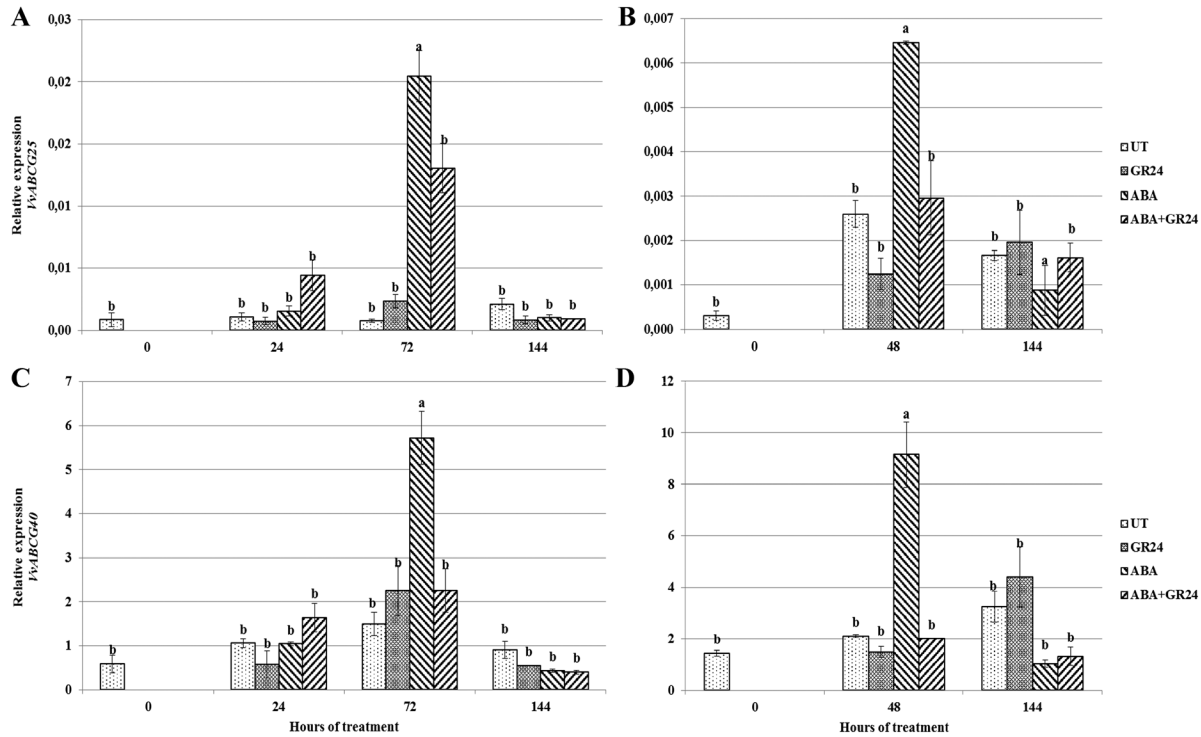 A
Relative expression
VvABCG25
0,03
0,02
0,02
0,01
0,01
0,00
b
b b b b
b b a b
b b b b
0 24 72 144
B
0,007
0,006
0,005
0,004
0,003
0,002
0,001
0,000
b
b b a b
b b a b
0 48 144
UT
GR24
ABA
ABA+GR24
C
Relative expression
VvABCG40
7
6
5
4
3
2
1
0
b
b b b b
b b a b
b b b b
0 24 72 144
Hours of treatment
D
12
10
8
6
4
2
0
b
b b a b
b b b b
0 48 144
Hours of treatment
UT
GR24
ABA
ABA+GR24